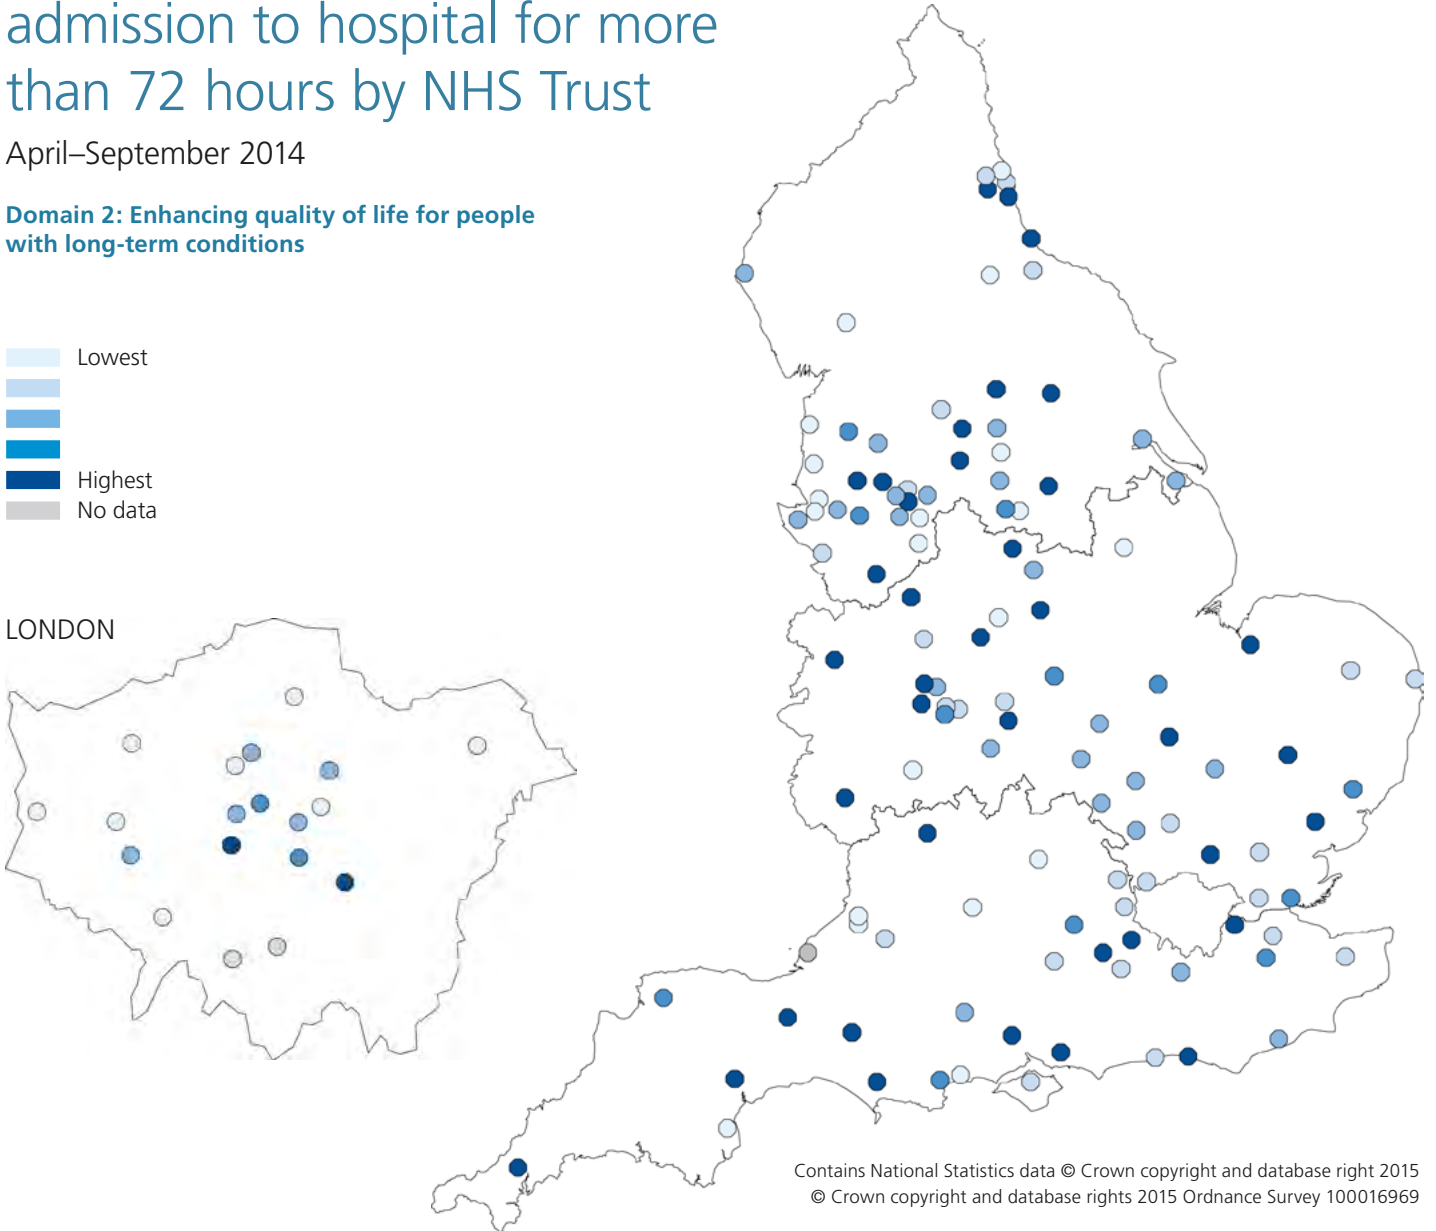 admission to hospital for more
than 72 hours by NHS Trust
April–September 2014
Domain 2: Enhancing quality of life for people
with long-term conditions
Lowest
Highest
No data
LONDON
Contains National Statistics data © Crown copyright and database right 2015
© Crown copyright and database rights 2015 Ordnance Survey 100016969